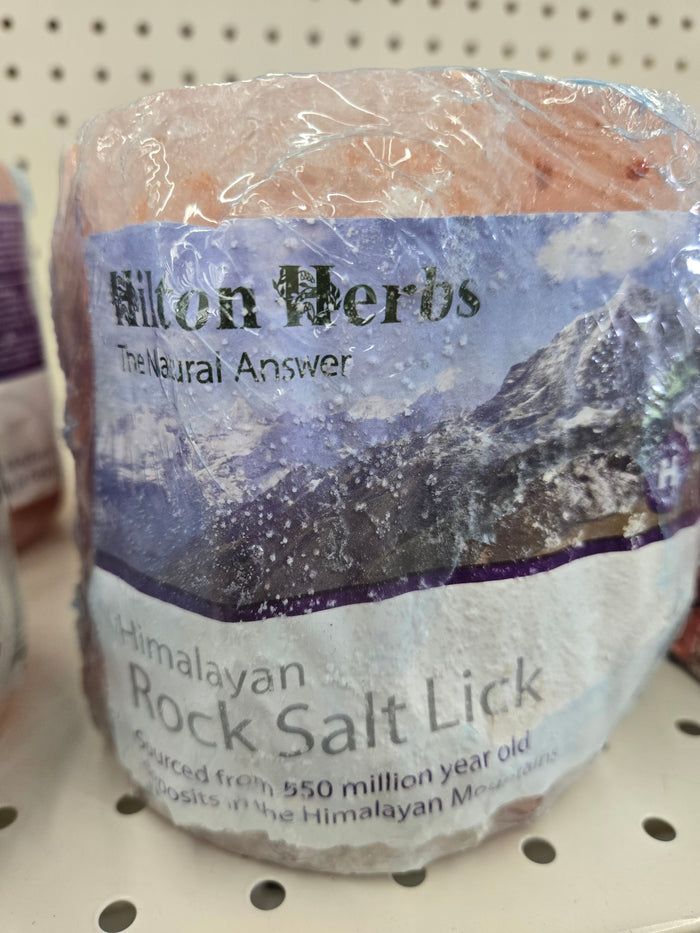 Hilton Herbs
The Natural Answer
H
Himalayan
Rock Salt Lick
Sourced from 550 million year old
deposits in the Himalayan Mountains